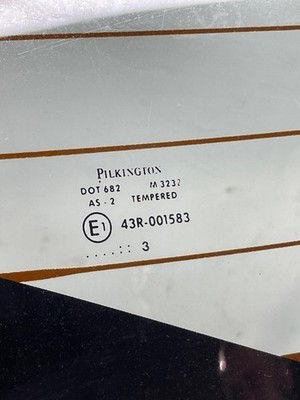 PILKINGTON
DOT 682 M 3232
AS - 2 TEMPERED
E1 43R-001583
.....:: 3